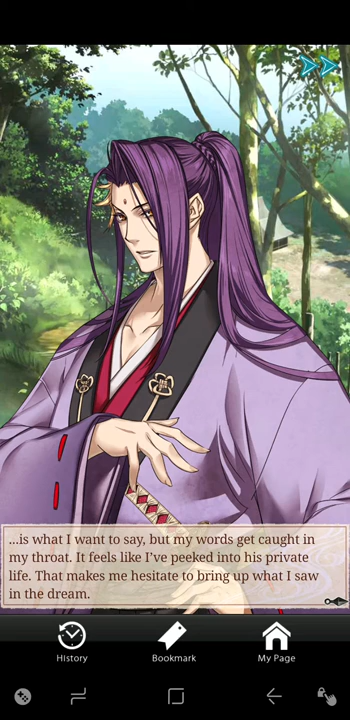 ...is what I want to say, but my words get caught in
my throat. It feels like I've peeked into his private
life. That makes me hesitate to bring up what I saw
in the dream.
History Bookmark My Page